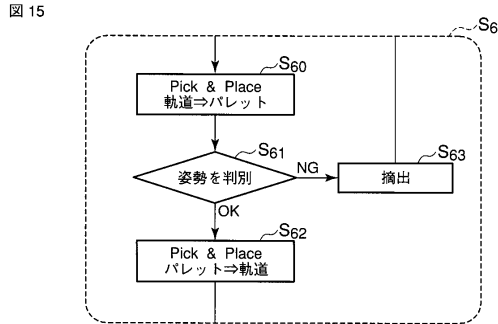 図 15
S6
S60
Pick & Place
軌道⇒パレット
S61
姿勢を判別
NG
S63
摘出
OK
S62
Pick & Place
パレット⇒軌道